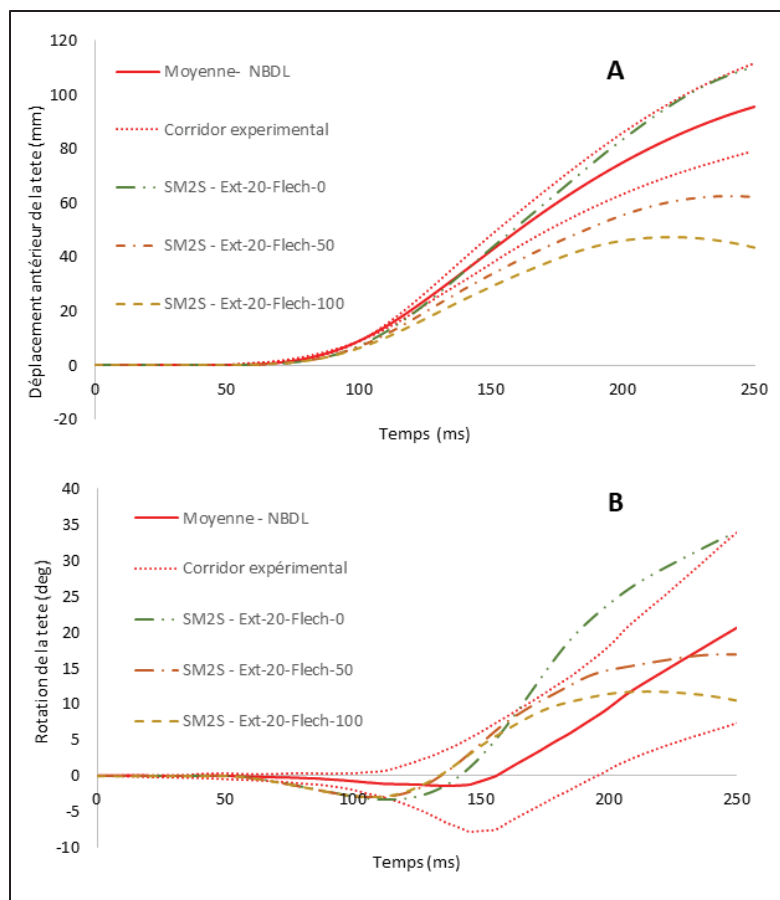 A
Déplacement antérieur de la tete (mm)
120
100
80
60
40
20
0
-20
Moyenne- NBDL
Corridor experimental
SM2S - Ext-20-Flech-0
SM2S - Ext-20-Flech-50
SM2S - Ext-20-Flech-100
0 50 100 150 200 250
Temps (ms)
B
Rotation de la tete (deg)
40
35
30
25
20
15
10
5
0
-5
-10
Moyenne - NBDL
Corridor expérimental
SM2S - Ext-20-Flech-0
SM2S - Ext-20-Flech-50
SM2S - Ext-20-Flech-100
0 50 100 150 200 250
Temps (ms)